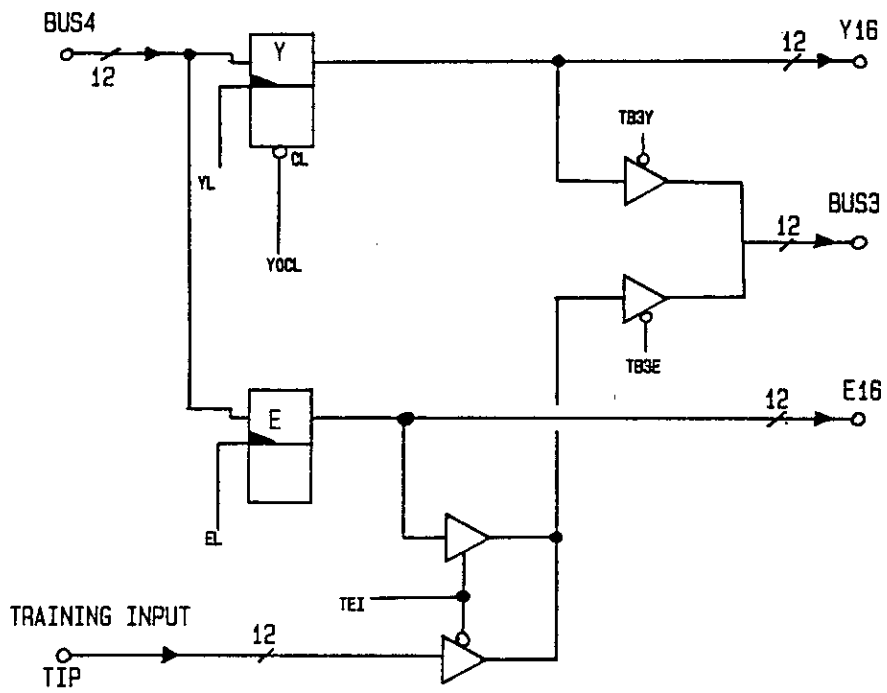 BUS4
12
Y
12
Y16
YL
CL
YOCL
TB3Y
12
BUS3
TB3E
E
12
E16
EL
TEI
TRAINING INPUT
12
TIP